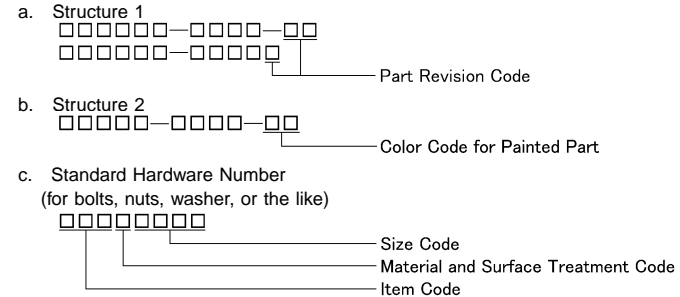 a. Structure 1
□□□□□□—□□□□—□□
□□□□□□—□□□□□
Part Revision Code
b. Structure 2
□□□□□—□□□□—□□
Color Code for Painted Part
c. Standard Hardware Number
(for bolts, nuts, washer, or the like)
□□□□□□□□
Size Code
Material and Surface Treatment Code
Item Code